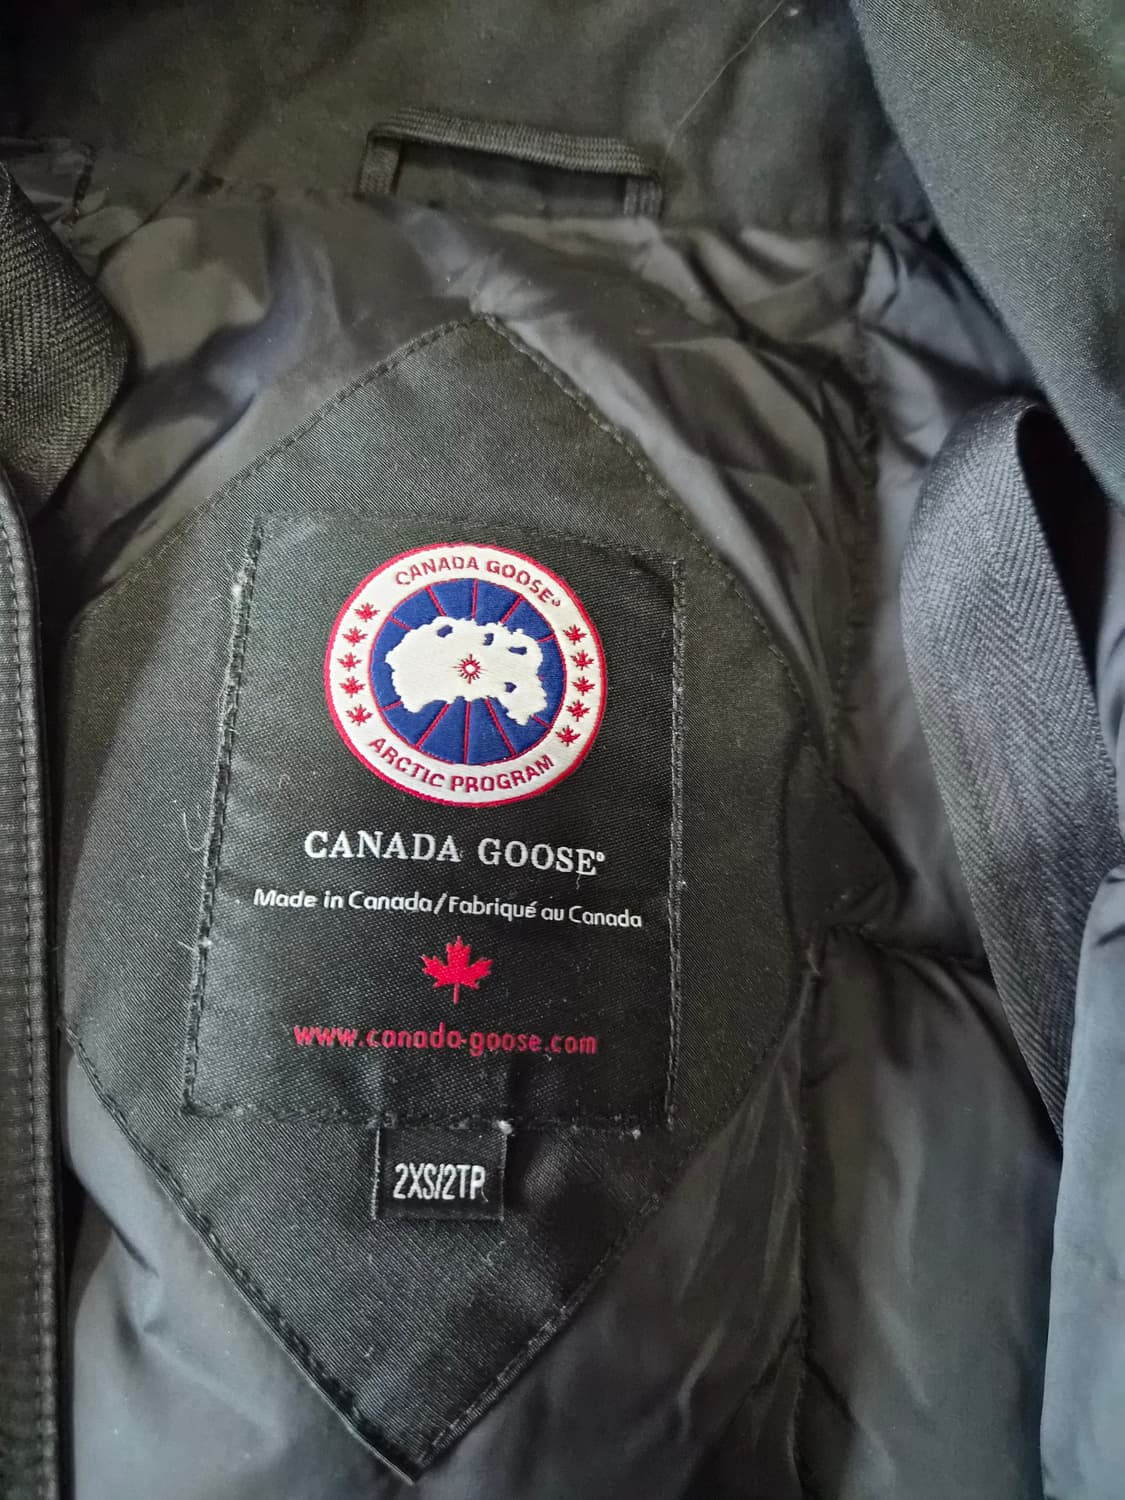 CANADA GOOSE®
ARCTIC PROGRAM
CANADA GOOSE®
Made in Canada/Fabriqué au Canada
www.canada-goose.com
2XS/2TP